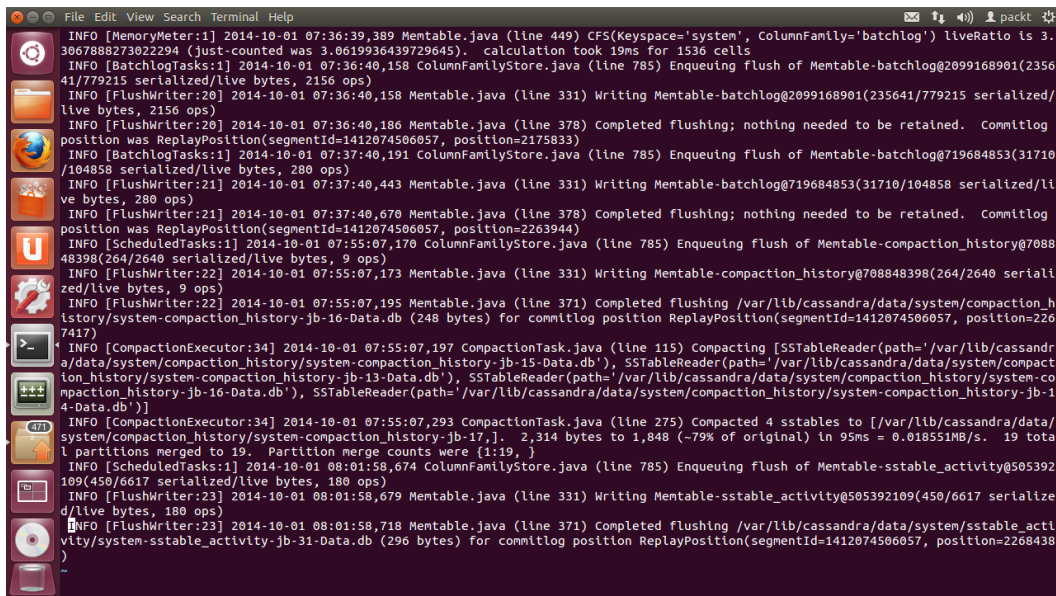 File Edit View Search Terminal Help
packt
INFO [MemoryMeter:1] 2014-10-01 07:36:39,389 Memtable.java (line 449) CFS(Keyspace='system', ColumnFamily='batchlog') liveRatio is 3.
3067888273022294 (just-counted was 3.0619936439729645).  calculation took 19ms for 1536 cells
INFO [BatchlogTasks:1] 2014-10-01 07:36:40,158 ColumnFamilyStore.java (line 785) Enqueuing flush of Memtable-batchlog@2099168901(2356
41/779215 serialized/live bytes, 2156 ops)
INFO [FlushWriter:20] 2014-10-01 07:36:40,158 Memtable.java (line 331) Writing Memtable-batchlog@2099168901(235641/779215 serialized/
live bytes, 2156 ops)
INFO [FlushWriter:20] 2014-10-01 07:36:40,186 Memtable.java (line 378) Completed flushing; nothing needed to be retained.  Commitlog
position was ReplayPosition(segmentId=1412074506057, position=2175833)
INFO [BatchlogTasks:1] 2014-10-01 07:37:40,191 ColumnFamilyStore.java (line 785) Enqueuing flush of Memtable-batchlog@719684853(31710
/104858 serialized/live bytes, 280 ops)
INFO [FlushWriter:21] 2014-10-01 07:37:40,443 Memtable.java (line 331) Writing Memtable-batchlog@719684853(31710/104858 serialized/li
ve bytes, 280 ops)
INFO [FlushWriter:21] 2014-10-01 07:37:40,670 Memtable.java (line 378) Completed flushing; nothing needed to be retained.  Commitlog
position was ReplayPosition(segmentId=1412074506057, position=2263944)
INFO [ScheduledTasks:1] 2014-10-01 07:55:07,170 ColumnFamilyStore.java (line 785) Enqueuing flush of Memtable-compaction_history@7088
48398(264/2640 serialized/live bytes, 9 ops)
INFO [FlushWriter:22] 2014-10-01 07:55:07,173 Memtable.java (line 331) Writing Memtable-compaction_history@708848398(264/2640 seriali
zed/live bytes, 9 ops)
INFO [FlushWriter:22] 2014-10-01 07:55:07,195 Memtable.java (line 371) Completed flushing /var/lib/cassandra/data/system/compaction_h
istory/system-compaction_history-jb-16-Data.db (248 bytes) for commitlog position ReplayPosition(segmentId=1412074506057, position=226
7417)
INFO [CompactionExecutor:34] 2014-10-01 07:55:07,197 CompactionTask.java (line 115) Compacting [SSTableReader(path='/var/lib/cassandr
a/data/system/compaction_history/system-compaction_history-jb-15-Data.db'), SSTableReader(path='/var/lib/cassandra/data/system/compact
ion_history/system-compaction_history-jb-13-Data.db'), SSTableReader(path='/var/lib/cassandra/data/system/compaction_history/system-co
mpaction_history-jb-16-Data.db'), SSTableReader(path='/var/lib/cassandra/data/system/compaction_history/system-compaction_history-jb-1
4-Data.db')]
INFO [CompactionExecutor:34] 2014-10-01 07:55:07,293 CompactionTask.java (line 275) Compacted 4 sstables to [/var/lib/cassandra/data/
system/compaction_history/system-compaction_history-jb-17,].  2,314 bytes to 1,848 (~79% of original) in 95ms = 0.018551MB/s.  19 tota
l partitions merged to 19.  Partition merge counts were {1:19, }
INFO [ScheduledTasks:1] 2014-10-01 08:01:58,674 ColumnFamilyStore.java (line 785) Enqueuing flush of Memtable-sstable_activity@505392
109(450/6617 serialized/live bytes, 180 ops)
INFO [FlushWriter:23] 2014-10-01 08:01:58,679 Memtable.java (line 331) Writing Memtable-sstable_activity@505392109(450/6617 serialize
d/live bytes, 180 ops)
INFO [FlushWriter:23] 2014-10-01 08:01:58,718 Memtable.java (line 371) Completed flushing /var/lib/cassandra/data/system/sstable_acti
vity/system-sstable_activity-jb-31-Data.db (296 bytes) for commitlog position ReplayPosition(segmentId=1412074506057, position=2268438
)
~
471